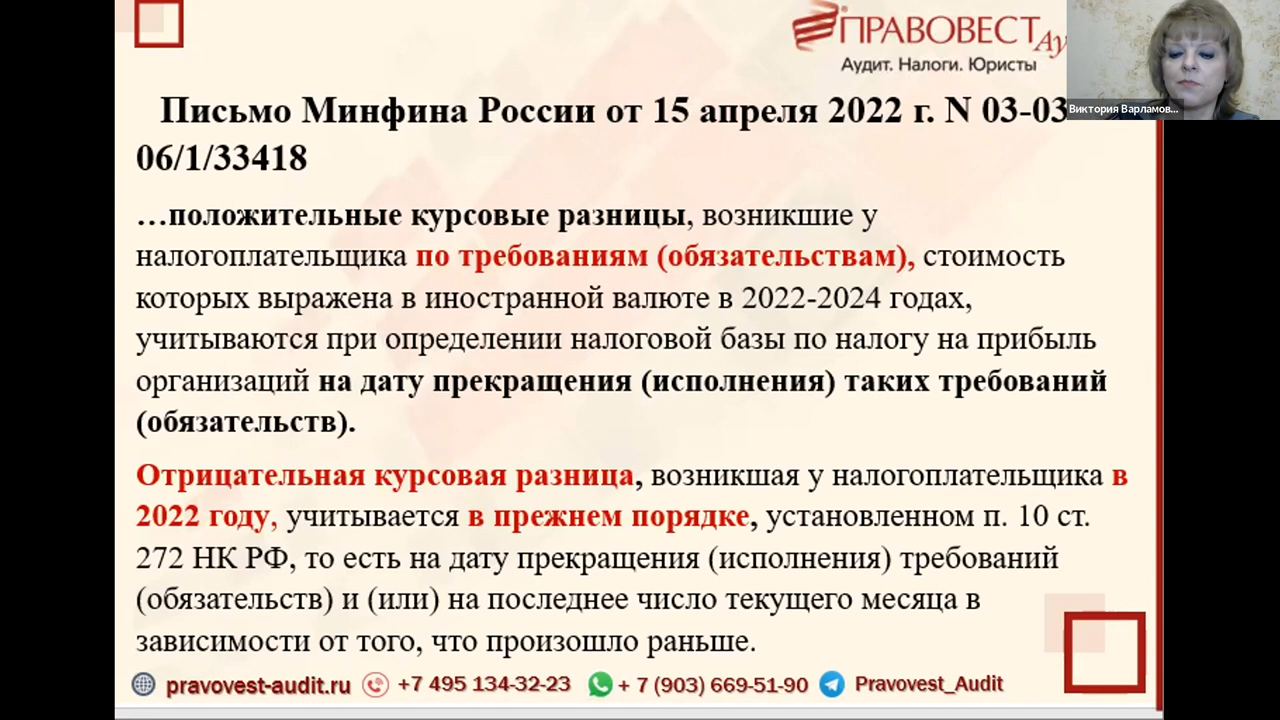 ПРАВОВЕСТ Ау
Аудит. Налоги. Юристы
Виктория Варламов...
Письмо Минфина России от 15 апреля 2022 г. N 03-03
06/1/33418
…положительные курсовые разницы, возникшие у
налогоплательщика по требованиям (обязательствам), стоимость
которых выражена в иностранной валюте в 2022-2024 годах,
учитываются при определении налоговой базы по налогу на прибыль
организаций на дату прекращения (исполнения) таких требований
(обязательств).
Отрицательная курсовая разница, возникшая у налогоплательщика в
2022 году, учитывается в прежнем порядке, установленном п. 10 ст.
272 НК РФ, то есть на дату прекращения (исполнения) требований
(обязательств) и (или) на последнее число текущего месяца в
зависимости от того, что произошло раньше.
pravovest-audit.ru +7 495 134-32-23 + 7 (903) 669-51-90 Pravovest_Audit